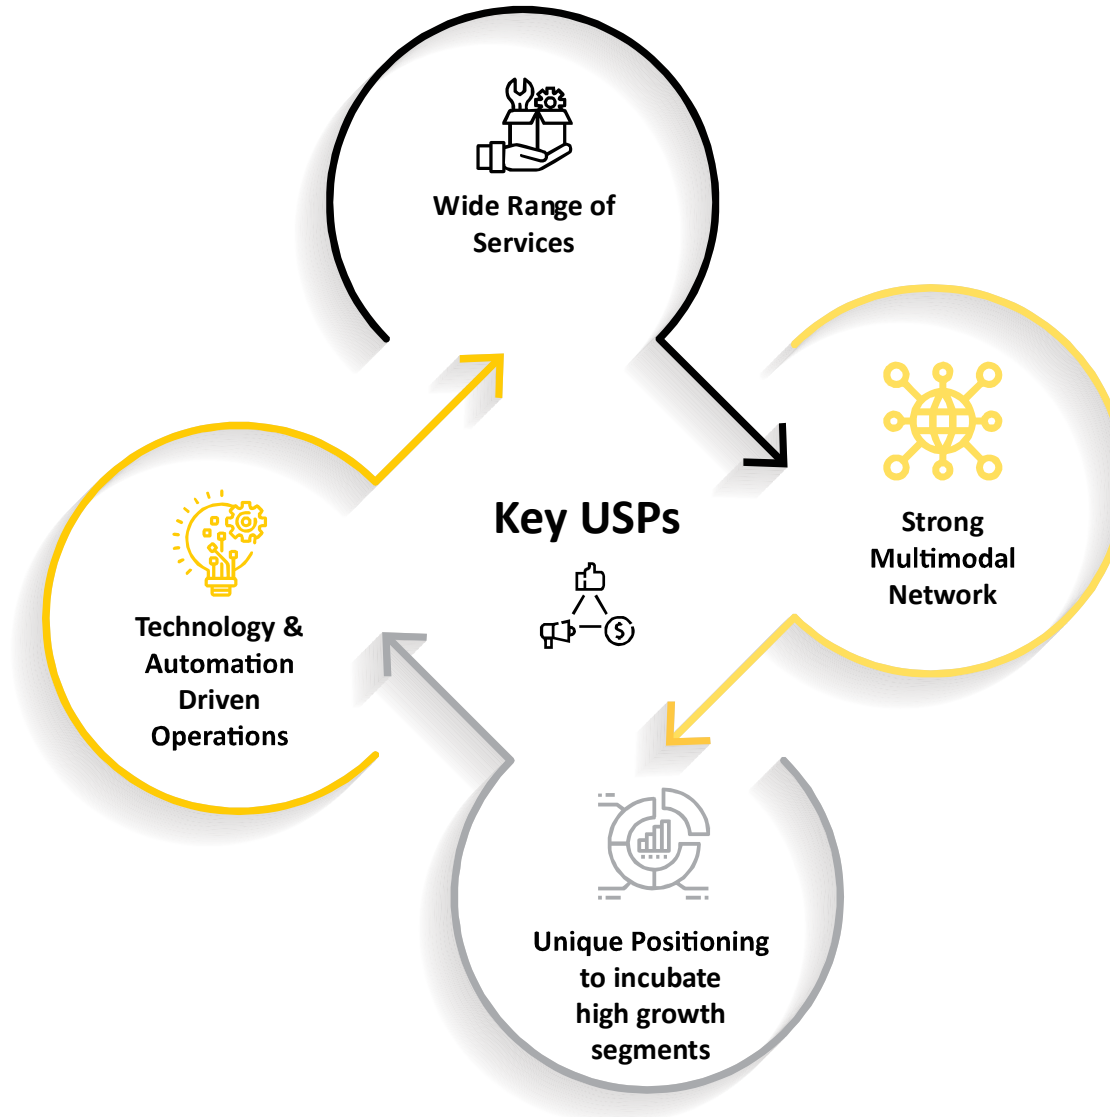 Wide Range of
Services
Strong
Multimodal
Network
Key USPs
$
Technology &
Automation
Driven
Operations
Unique Positioning
to incubate
high growth
segments